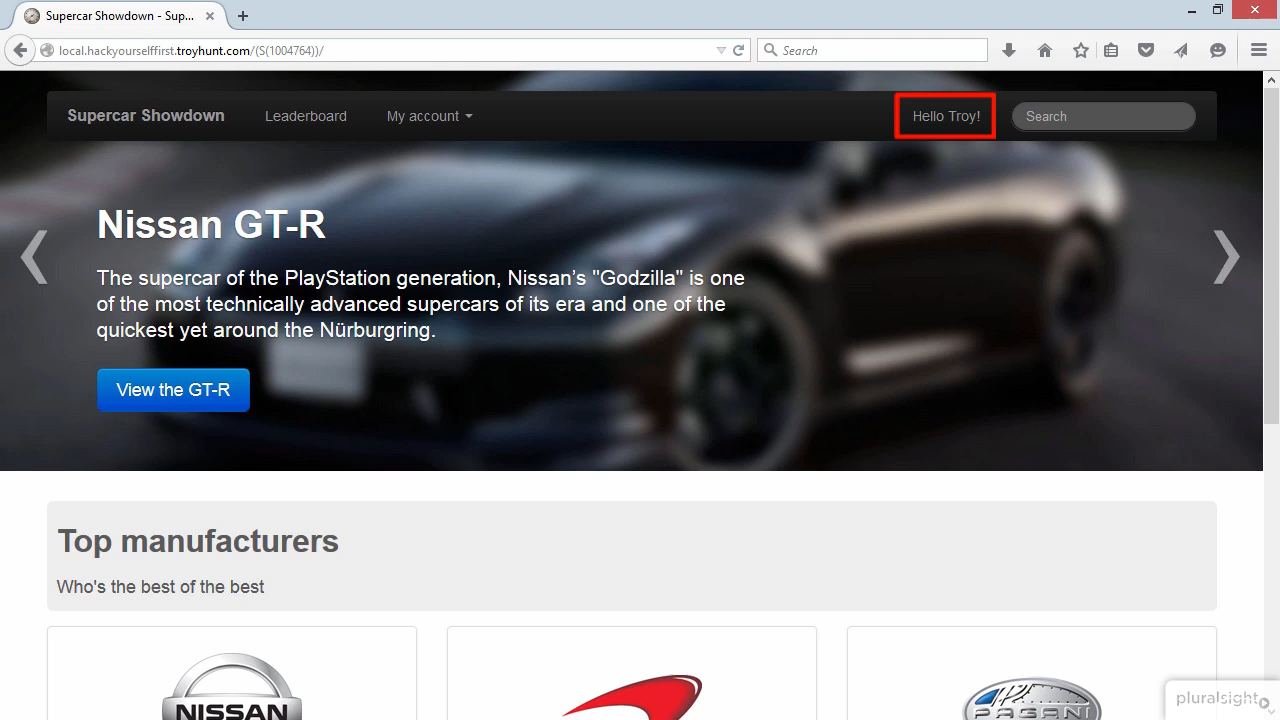 Supercar Showdown - Sup...
local.hackyourselffirst.troyhunt.com/(S(1004764))/
Search
Supercar Showdown
Leaderboard
My account
Hello Troy!
Search
Nissan GT-R
The supercar of the PlayStation generation, Nissan's "Godzilla" is one
of the most technically advanced supercars of its era and one of the
quickest yet around the Nürburgring.
View the GT-R
Top manufacturers
Who's the best of the best
NISSAN
PAGANI
pluralsight